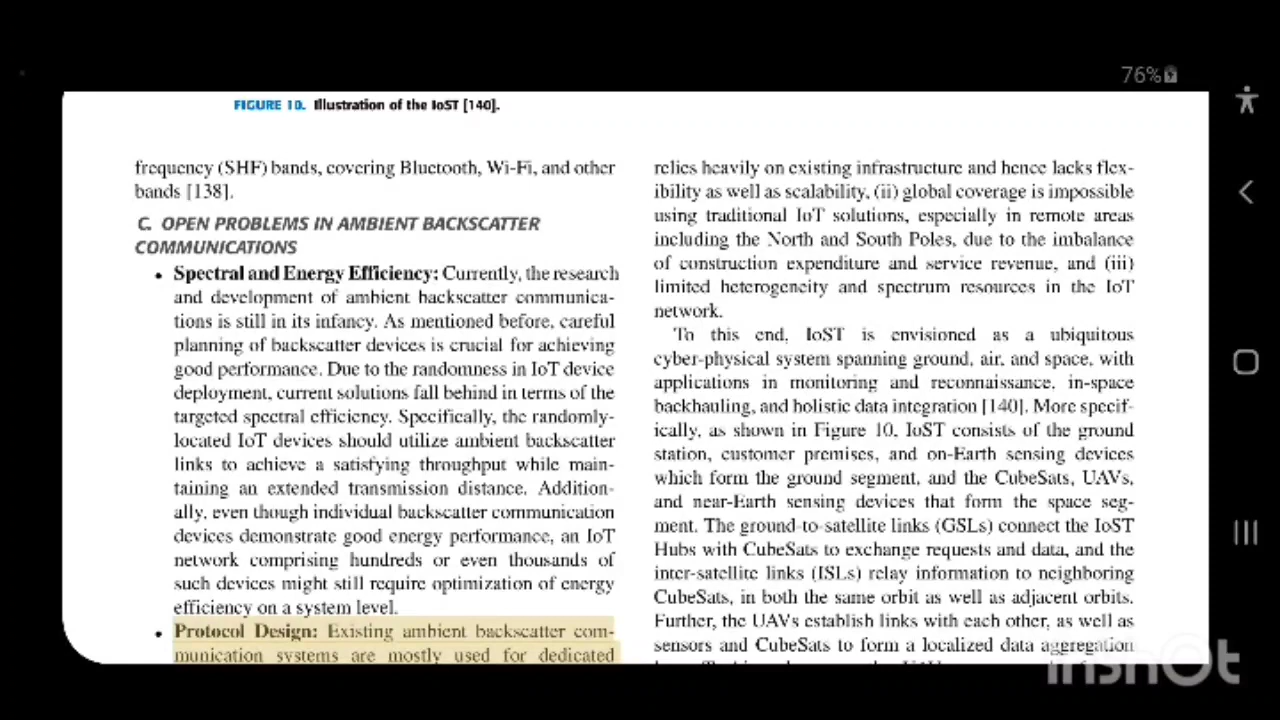 76%
FIGURE 10. Illustration of the IoST [140].
frequency (SHF) bands, covering Bluetooth, Wi-Fi, and other
bands [138].
C. OPEN PROBLEMS IN AMBIENT BACKSCATTER
COMMUNICATIONS
• Spectral and Energy Efficiency: Currently, the research
and development of ambient backscatter communica-
tions is still in its infancy. As mentioned before, careful
planning of backscatter devices is crucial for achieving
good performance. Due to the randomness in IoT device
deployment, current solutions fall behind in terms of the
targeted spectral efficiency. Specifically, the randomly-
located IoT devices should utilize ambient backscatter
links to achieve a satisfying throughput while main-
taining an extended transmission distance. Addition-
ally, even though individual backscatter communication
devices demonstrate good energy performance, an IoT
network comprising hundreds or even thousands of
such devices might still require optimization of energy
efficiency on a system level.
• Protocol Design: Existing ambient backscatter com-
munication systems are mostly used for dedicated
relies heavily on existing infrastructure and hence lacks flex-
ibility as well as scalability, (ii) global coverage is impossible
using traditional IoT solutions, especially in remote areas
including the North and South Poles, due to the imbalance
of construction expenditure and service revenue, and (iii)
limited heterogeneity and spectrum resources in the IoT
network.
To this end, IoST is envisioned as a ubiquitous
cyber-physical system spanning ground, air, and space, with
applications in monitoring and reconnaissance, in-space
backhauling, and holistic data integration [140]. More specif-
ically, as shown in Figure 10, IoST consists of the ground
station, customer premises, and on-Earth sensing devices
which form the ground segment, and the CubeSats, UAVs,
and near-Earth sensing devices that form the space seg-
ment. The ground-to-satellite links (GSLs) connect the IoST
Hubs with CubeSats to exchange requests and data, and the
inter-satellite links (ISLs) relay information to neighboring
CubeSats, in both the same orbit as well as adjacent orbits.
Further, the UAVs establish links with each other, as well as
sensors and CubeSats to form a localized data aggregation
InShOt